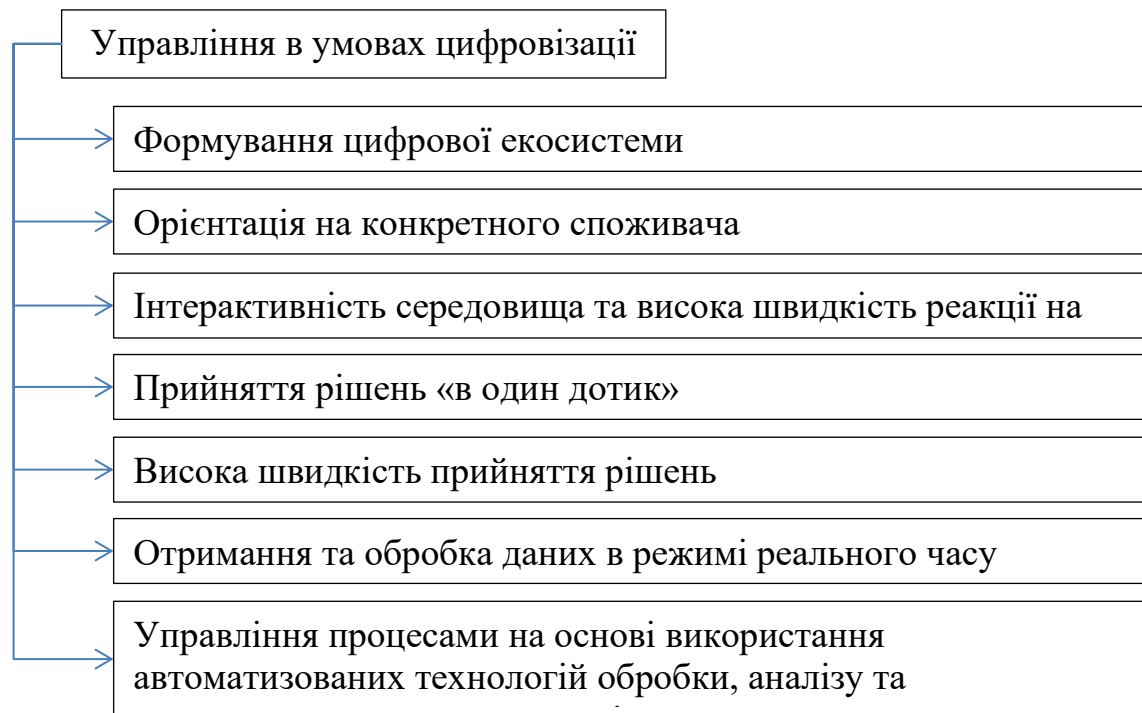 Управління в умовах цифровізації
Формування цифрової екосистеми
Орієнтація на конкретного споживача
Інтерактивність середовища та висока швидкість реакції на
Прийняття рішень «в один дотик»
Висока швидкість прийняття рішень
Отримання та обробка даних в режимі реального часу
Управління процесами на основі використання
автоматизованих технологій обробки, аналізу та